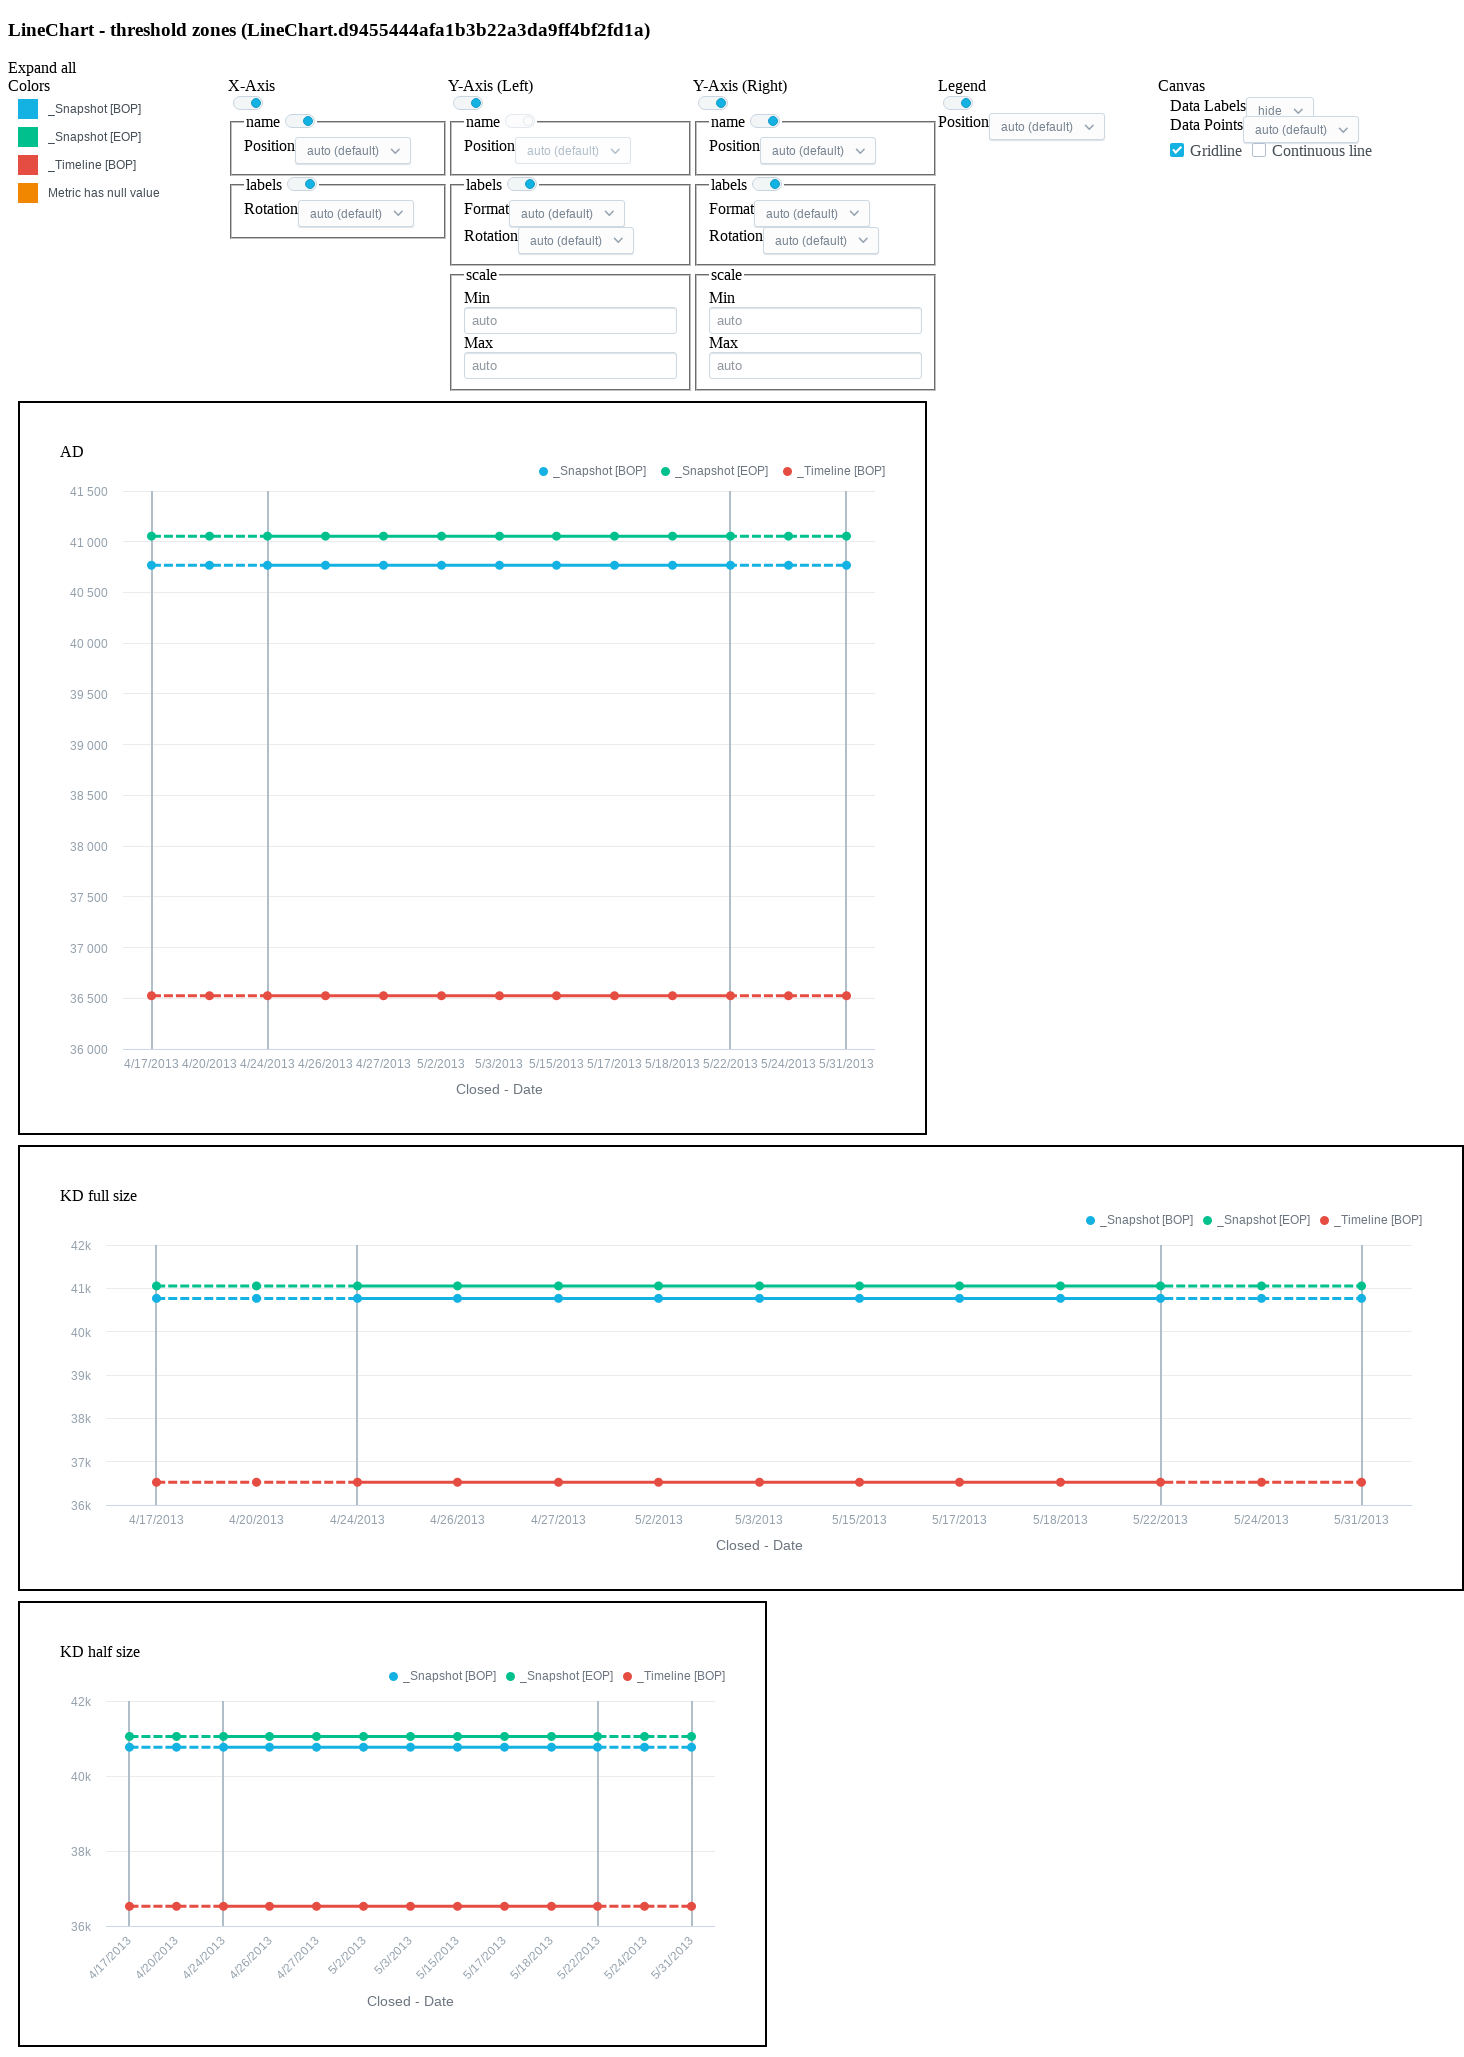 LineChart - threshold zones (LineChart.d9455444afa1b3b22a3da9ff4bf2fd1a)
Expand all
Colors
_Snapshot [BOP]
_Snapshot [EOP]
_Timeline [BOP]
Metric has null value
X-Axis
name
Position auto (default)
labels
Rotation auto (default)
Y-Axis (Left)
name
Position auto (default)
labels
Format auto (default)
Rotation auto (default)
scale
Min
auto
Max
auto
Y-Axis (Right)
name
Position auto (default)
labels
Format auto (default)
Rotation auto (default)
scale
Min
auto
Max
auto
Legend
Position auto (default)
Canvas
Data Labels hide
Data Points auto (default)
Gridline Continuous line
AD
_Snapshot [BOP] _Snapshot [EOP] _Timeline [BOP]
41 500
41 000
40 500
40 000
39 500
39 000
38 500
38 000
37 500
37 000
36 500
36 000
4/17/2013 4/20/2013 4/24/2013 4/26/2013 4/27/2013 5/2/2013 5/3/2013 5/15/2013 5/17/2013 5/18/2013 5/22/2013 5/24/2013 5/31/2013
Closed - Date
KD full size
_Snapshot [BOP] _Snapshot [EOP] _Timeline [BOP]
42k
41k
40k
39k
38k
37k
36k
4/17/2013 4/20/2013 4/24/2013 4/26/2013 4/27/2013 5/2/2013 5/3/2013 5/15/2013 5/17/2013 5/18/2013 5/22/2013 5/24/2013 5/31/2013
Closed - Date
KD half size
_Snapshot [BOP] _Snapshot [EOP] _Timeline [BOP]
42k
40k
38k
36k
4/17/2013 4/20/2013 4/24/2013 4/26/2013 4/27/2013 5/2/2013 5/3/2013 5/15/2013 5/17/2013 5/18/2013 5/22/2013 5/24/2013 5/31/2013
Closed - Date